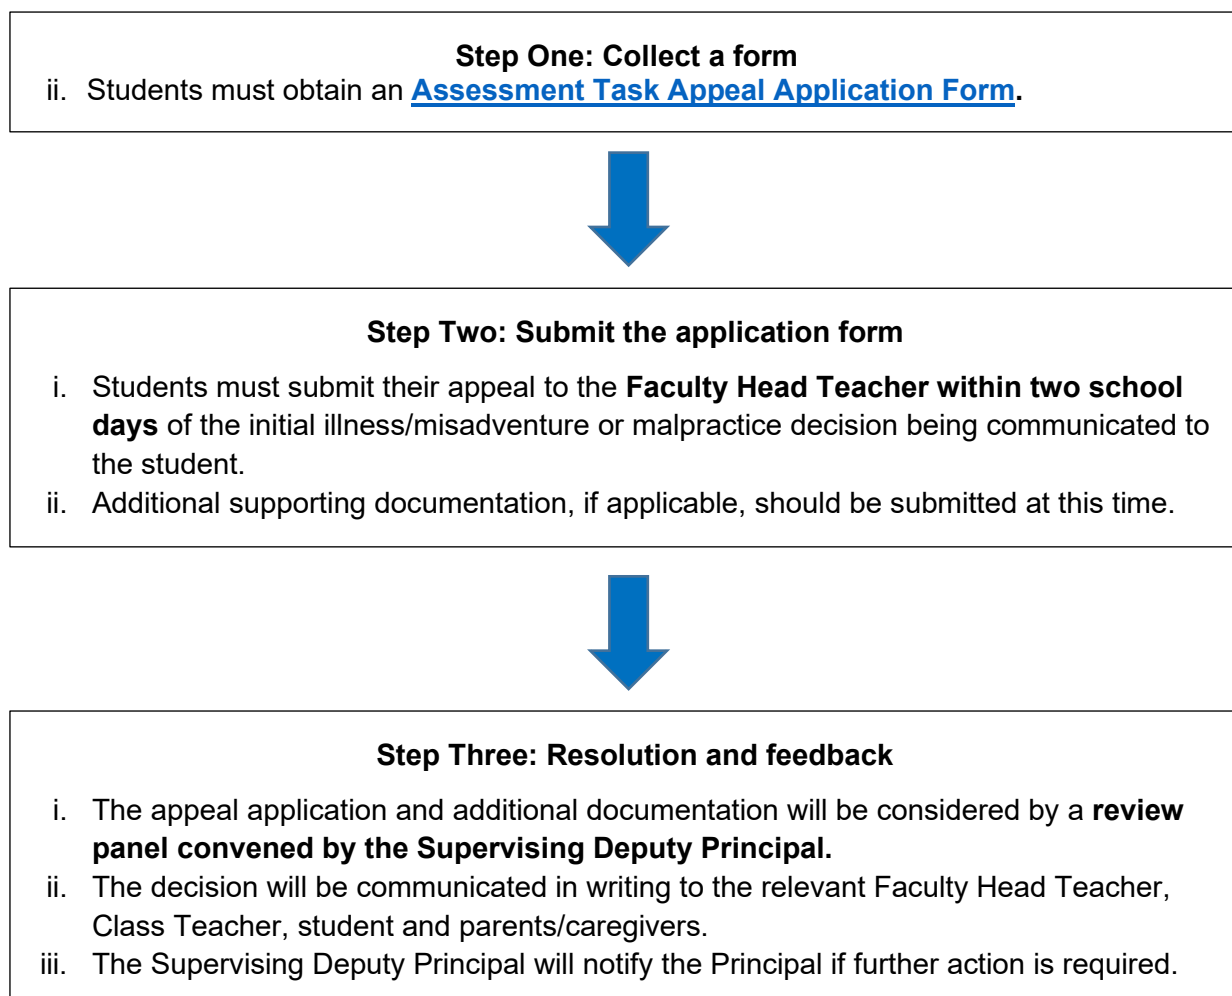 Step One: Collect a form
ii. Students must obtain an Assessment Task Appeal Application Form.
Step Two: Submit the application form
i. Students must submit their appeal to the Faculty Head Teacher within two school
days of the initial illness/misadventure or malpractice decision being communicated to
the student.
ii. Additional supporting documentation, if applicable, should be submitted at this time.
Step Three: Resolution and feedback
i. The appeal application and additional documentation will be considered by a review
panel convened by the Supervising Deputy Principal.
ii. The decision will be communicated in writing to the relevant Faculty Head Teacher,
Class Teacher, student and parents/caregivers.
iii. The Supervising Deputy Principal will notify the Principal if further action is required.